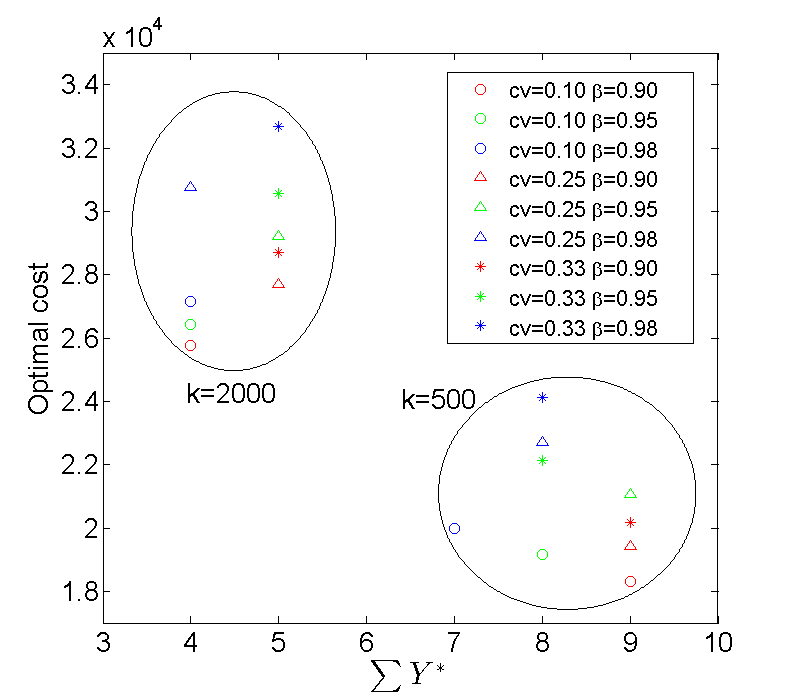 x 10⁴
3.4
3.2
3
2.8
2.6
2.4
2.2
2
1.8
Optimal cost
cv=0.10 β=0.90
cv=0.10 β=0.95
cv=0.10 β=0.98
cv=0.25 β=0.90
cv=0.25 β=0.95
cv=0.25 β=0.98
cv=0.33 β=0.90
cv=0.33 β=0.95
cv=0.33 β=0.98
k=2000
k=500
3 4 5 6 7 8 9 10
∑ Y*